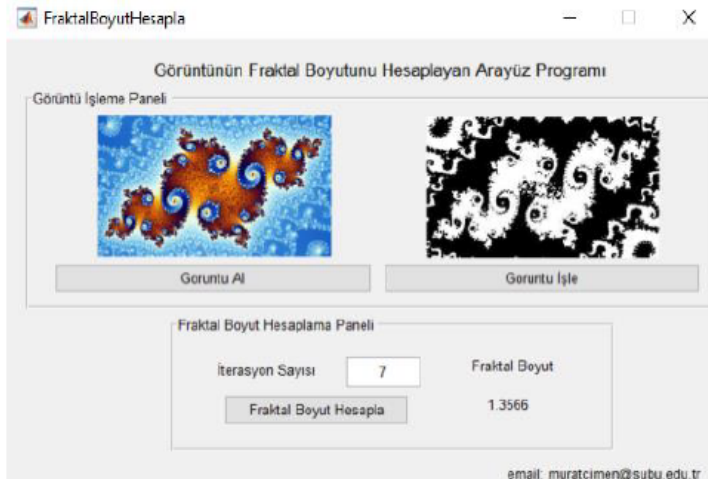 FraktalBoyutHesapla
Görüntünün Fraktal Boyutunu Hesaplayan Arayüz Programı
Görüntü İşleme Paneli
Goruntu Al
Goruntu İşle
Fraktal Boyut Hesaplama Paneli
İterasyon Sayısı 7 Fraktal Boyut
Fraktal Boyut Hesapla 1.3566
email: muratcimen@subu.edu.tr